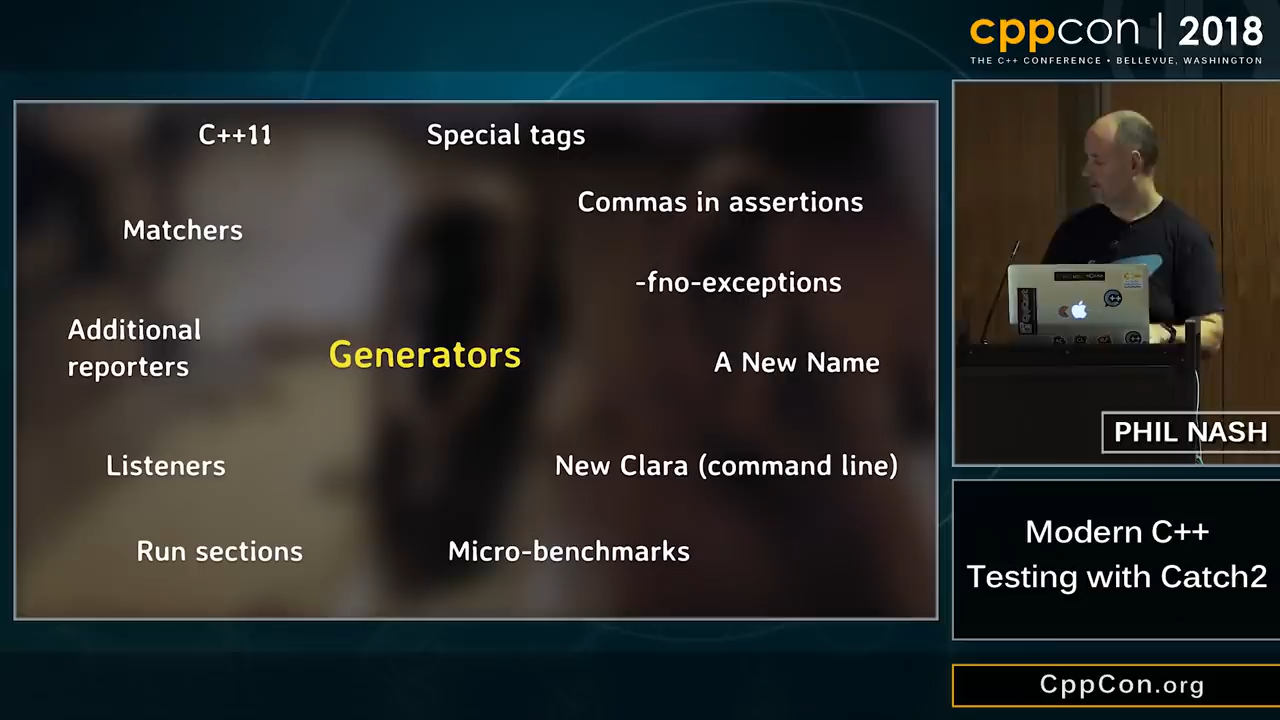 cppcon | 2018
THE C++ CONFERENCE • BELLEVUE, WASHINGTON
C++11
Special tags
Commas in assertions
Matchers
-fno-exceptions
Additional
reporters
Generators
A New Name
Listeners
New Clara (command line)
Run sections
Micro-benchmarks
PHIL NASH
Modern C++
Testing with Catch2
CppCon.org